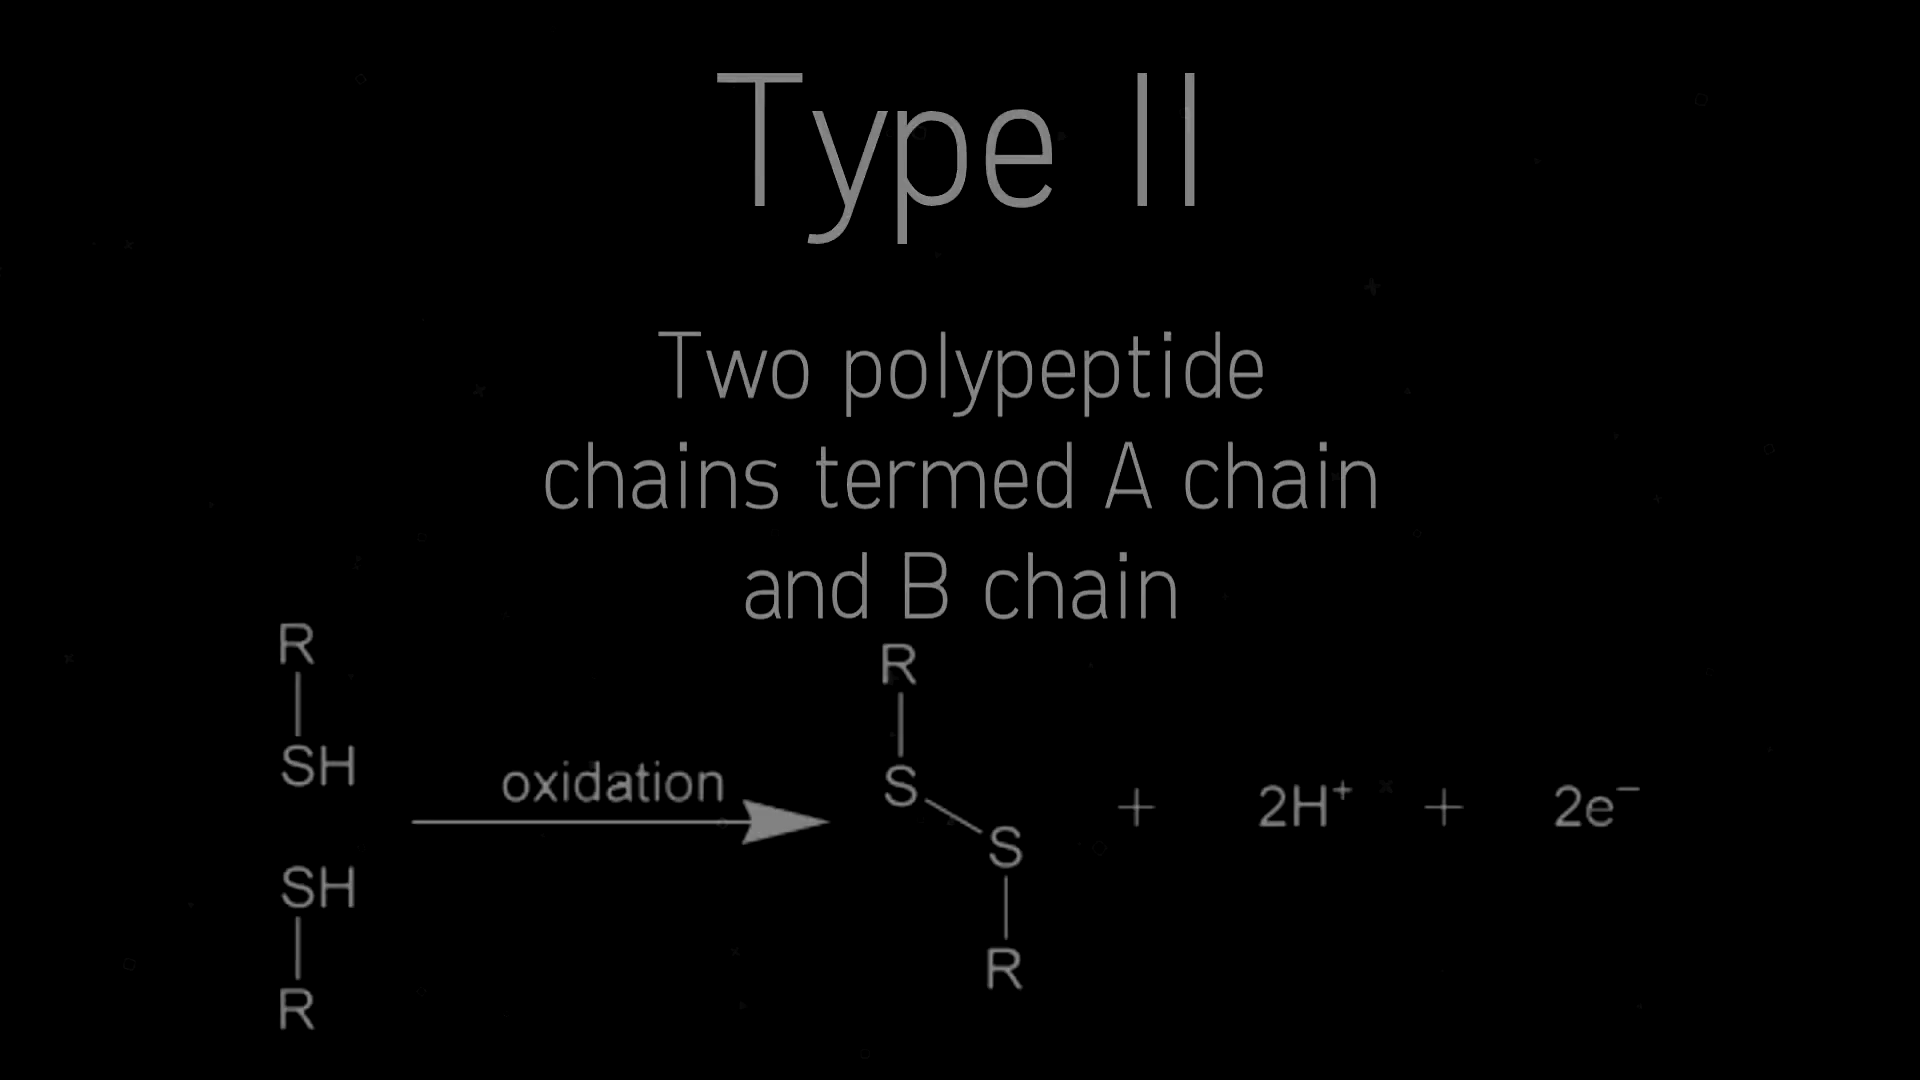 Type II
Two polypeptide
chains termed A chain
and B chain
R
SH
SH
R
oxidation
R
S
S
R
+ 2H⁺ + 2e⁻